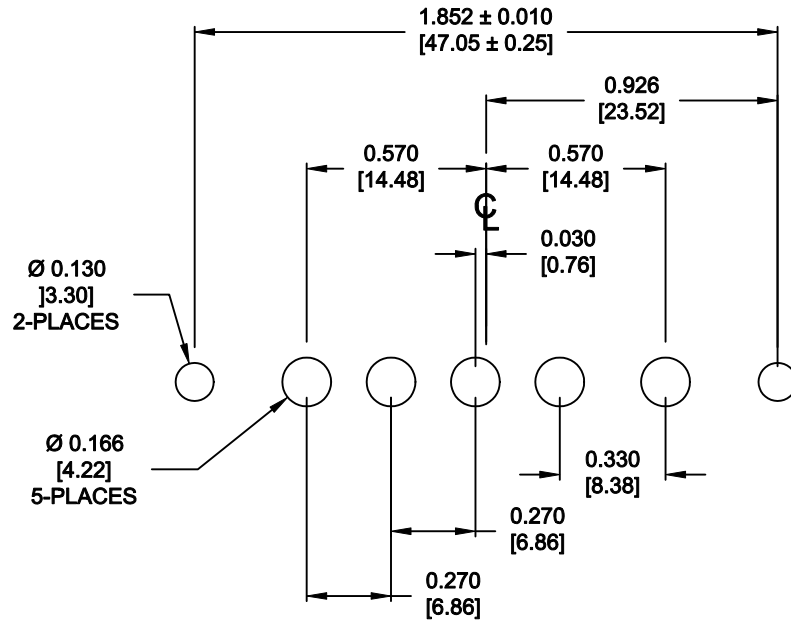 1.852 ± 0.010
[47.05 ± 0.25]
0.926
[23.52]
0.570
[14.48]
0.570
[14.48]
CL
0.030
[0.76]
Ø 0.130
]3.30]
2-PLACES
Ø 0.166
[4.22]
5-PLACES
0.330
[8.38]
0.270
[6.86]
0.270
[6.86]